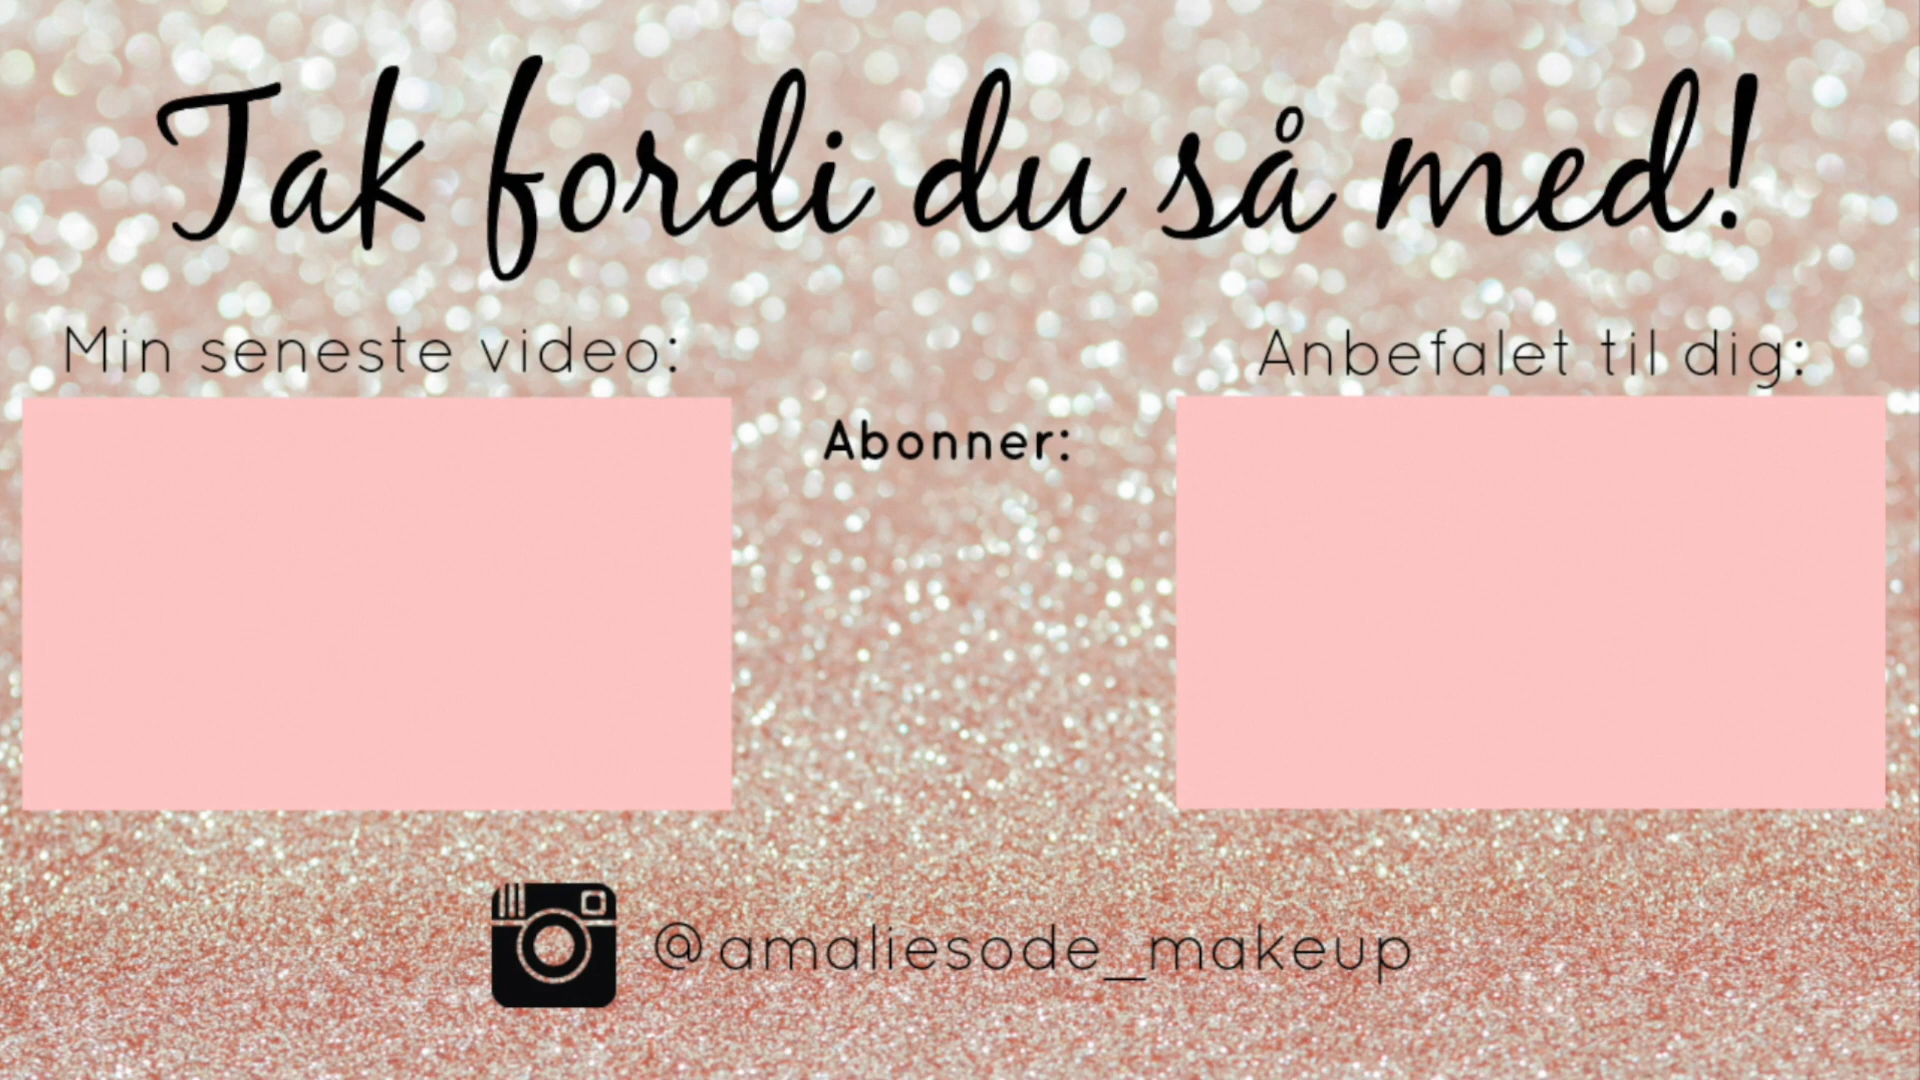 Tak fordi du så med!
Min seneste video:
Anbefalet til dig:
Abonner:
@amaliesode_makeup